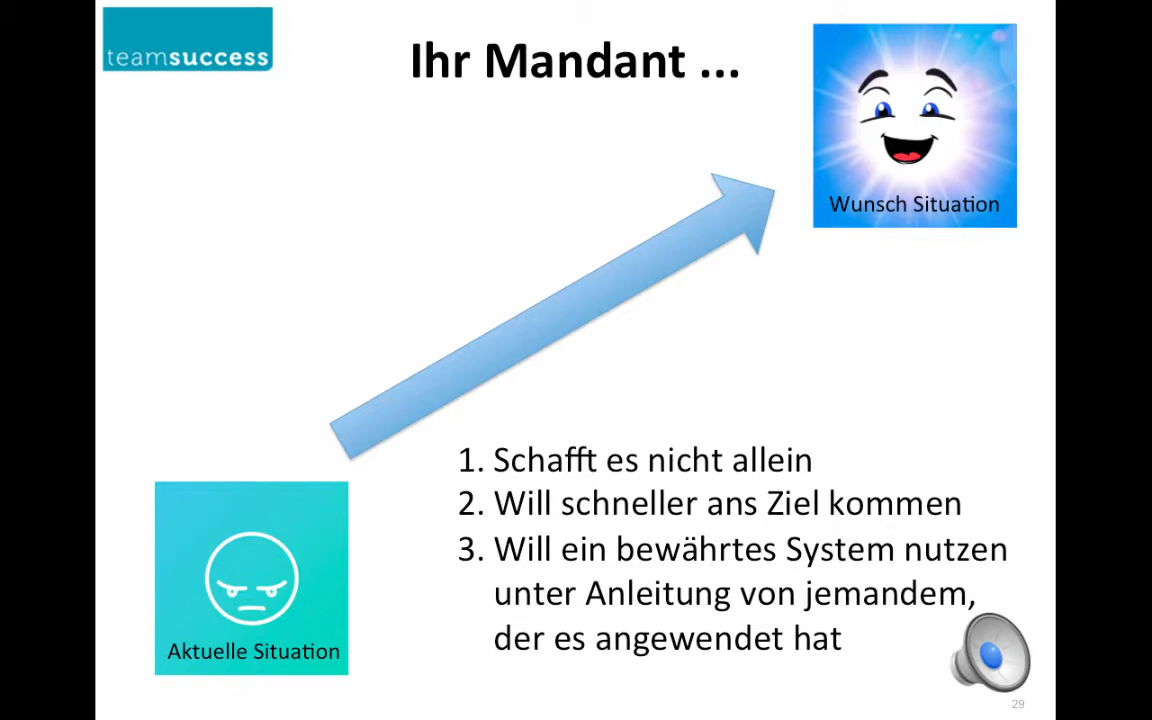 teamsuccess
Ihr Mandant ...
Wunsch Situation
1. Schafft es nicht allein
2. Will schneller ans Ziel kommen
3. Will ein bewährtes System nutzen
unter Anleitung von jemandem,
der es angewendet hat
Aktuelle Situation
29